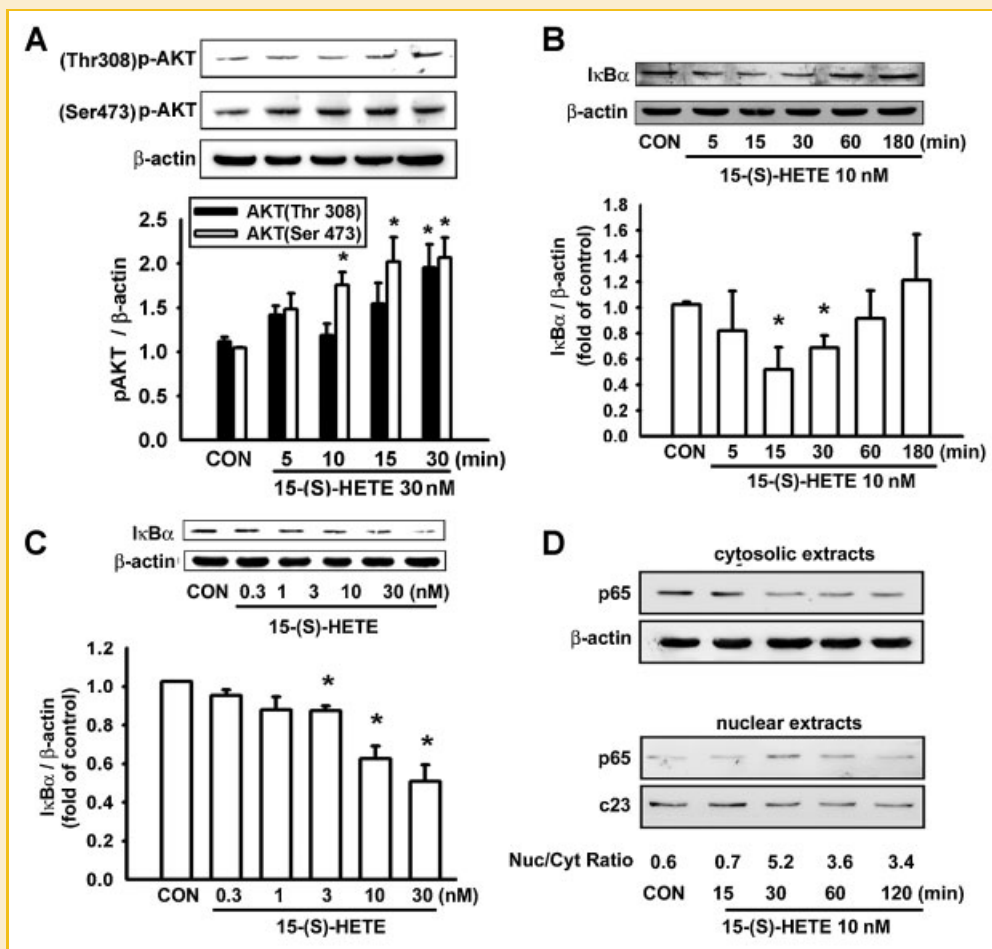 A
(Thr308)p-AKT
(Ser473)p-AKT
β-actin
AKT(Thr 308)
AKT(Ser 473)
pAKT / β-actin
2.5
2.0
1.5
1.0
0.5
0.0
* * * *
CON 5 10 15 30 (min)
15-(S)-HETE 30 nM
B
IκBα
β-actin
CON 5 15 30 60 180 (min)
15-(S)-HETE 10 nM
IκBα / β-actin
(fold of control)
1.8
1.6
1.4
1.2
1.0
0.8
0.6
0.4
0.2
0.0
* *
CON 5 15 30 60 180 (min)
15-(S)-HETE 10 nM
C
IκBα
β-actin
CON 0.3 1 3 10 30 (nM)
15-(S)-HETE
IκBα / β-actin
(fold of control)
1.2
1.0
0.8
0.6
0.4
0.2
0.0
* * *
CON 0.3 1 3 10 30 (nM)
15-(S)-HETE
D
cytosolic extracts
p65
β-actin
nuclear extracts
p65
c23
Nuc/Cyt Ratio 0.6 0.7 5.2 3.6 3.4
CON 15 30 60 120 (min)
15-(S)-HETE 10 nM